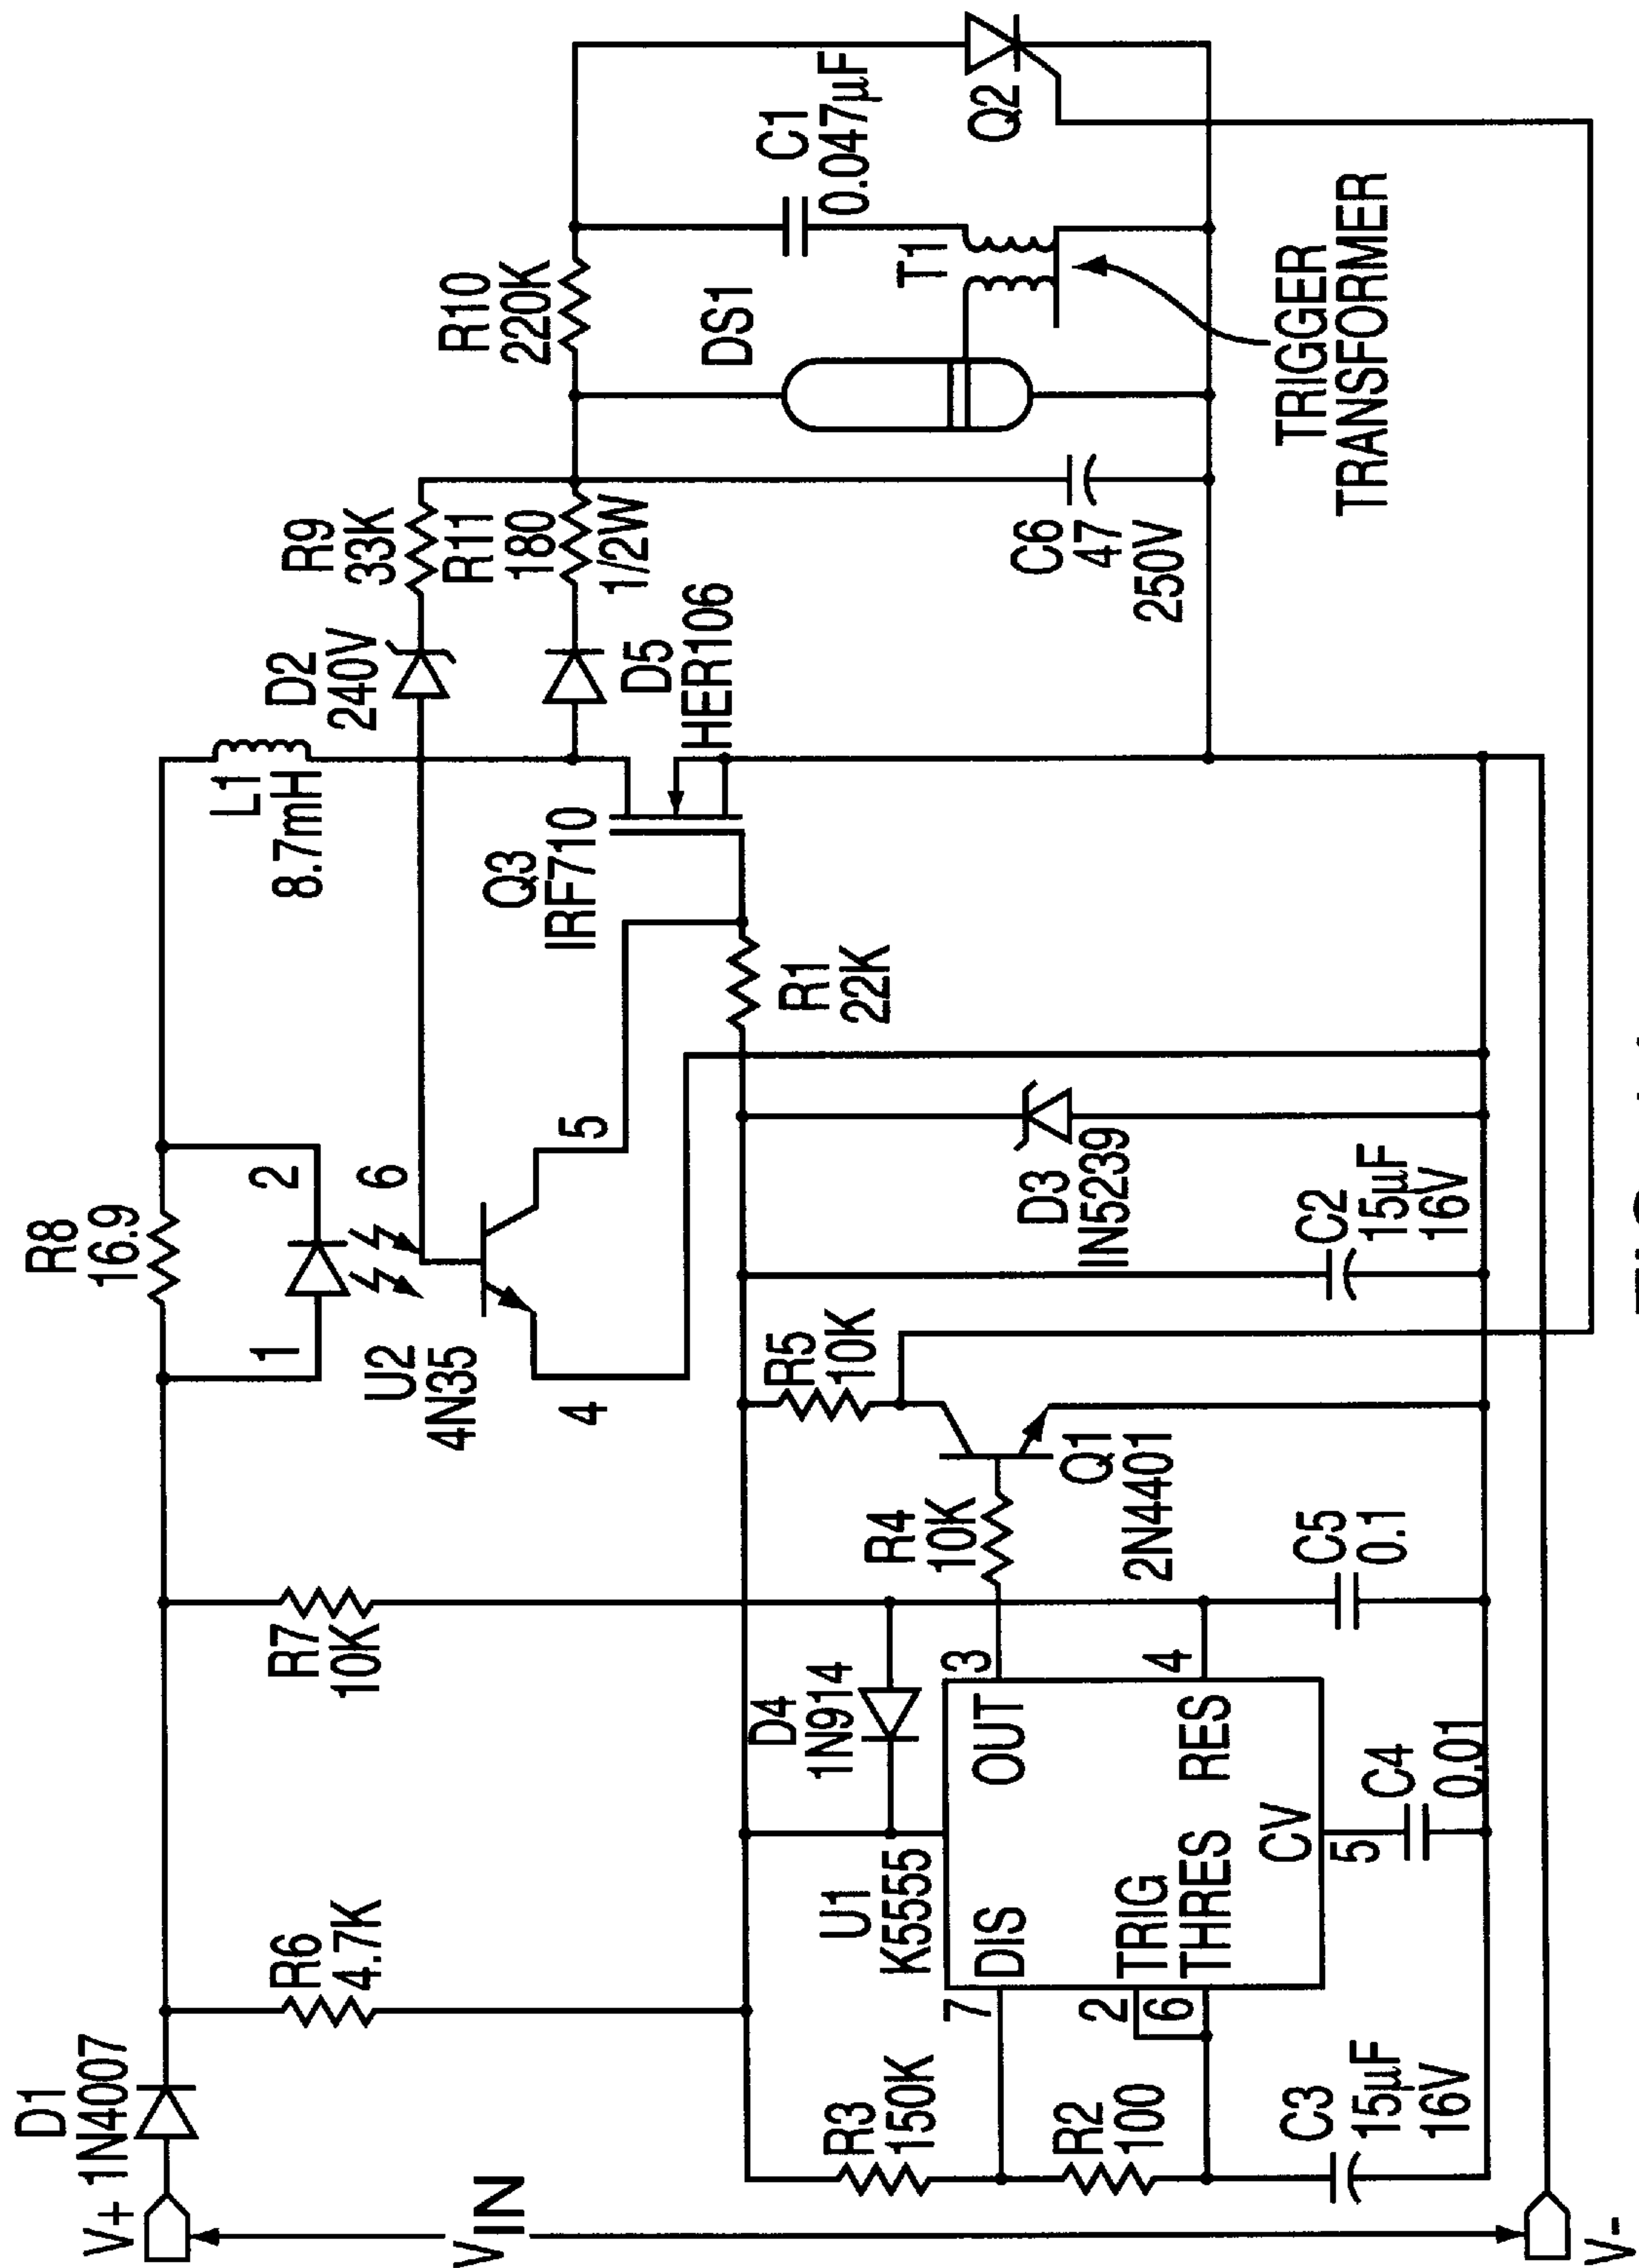 V+
D1
1N4007
VIN
V-
R6
4.7K
R7
10K
R8
16.9
1
2
U2
4N35
6
5
4
L1
8.7mH
D2
240V
R9
33K
R11
180
1/2W
D5
HER106
Q3
IRF710
R10
220K
DS1
C1
0.047µF
T1
Q2
TRIGGER
TRANSFORMER
C6
47
250V
R1
22K
D3
IN5239
C2
15µF
16V
R5
10K
Q1
2N4401
R4
10K
C5
0.1
D4
1N914
U1
K5555
DIS
OUT
TRIG
THRES
RES
CV
7
2
6
3
4
5
C4
0.01
R3
150K
R2
100
C3
15µF
16V